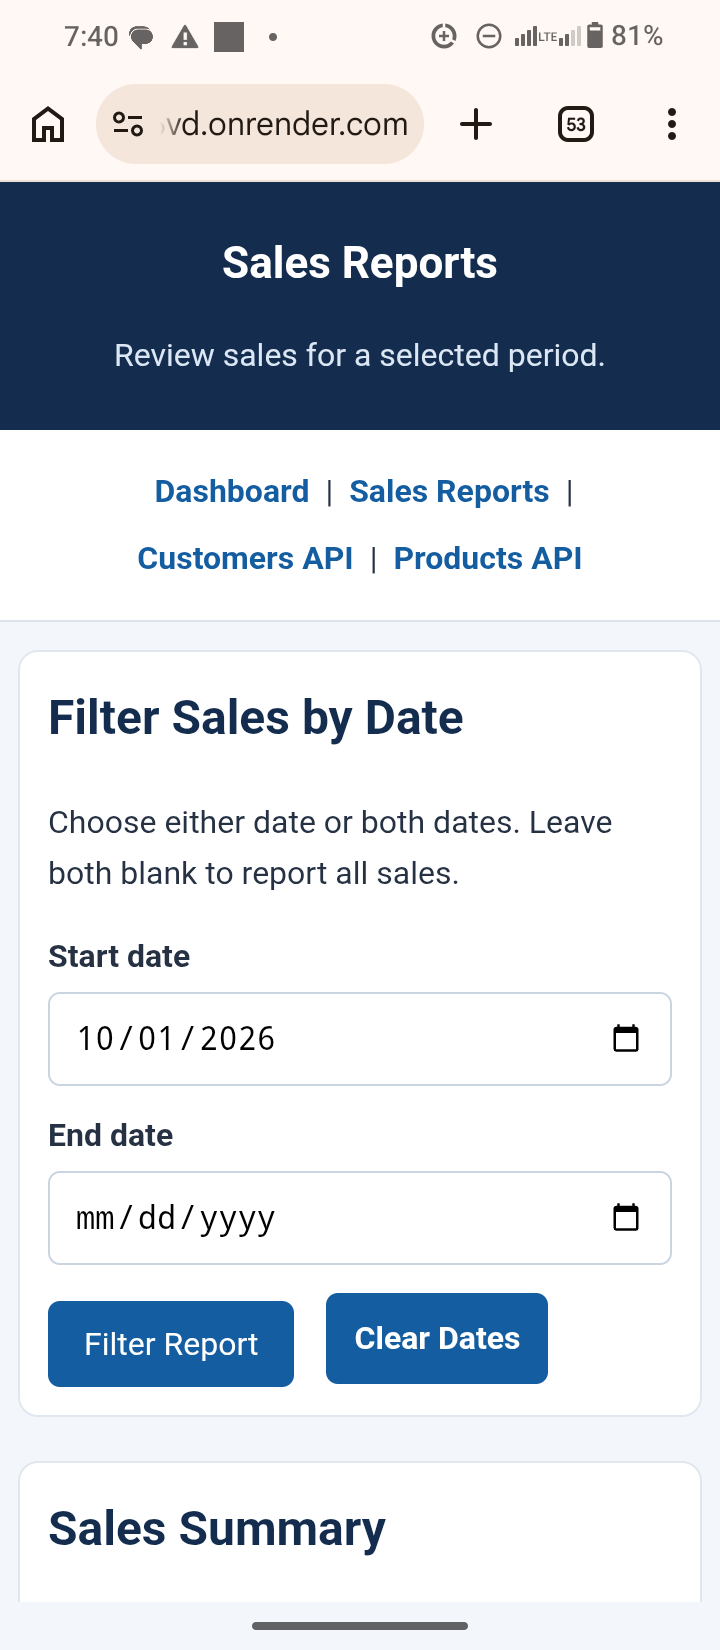 7:40
LTE
81%
vd.onrender.com
53
Sales Reports
Review sales for a selected period.
Dashboard | Sales Reports |
Customers API | Products API
Filter Sales by Date
Choose either date or both dates. Leave
both blank to report all sales.
Start date
10/01/2026
End date
mm/dd/yyyy
Filter Report
Clear Dates
Sales Summary